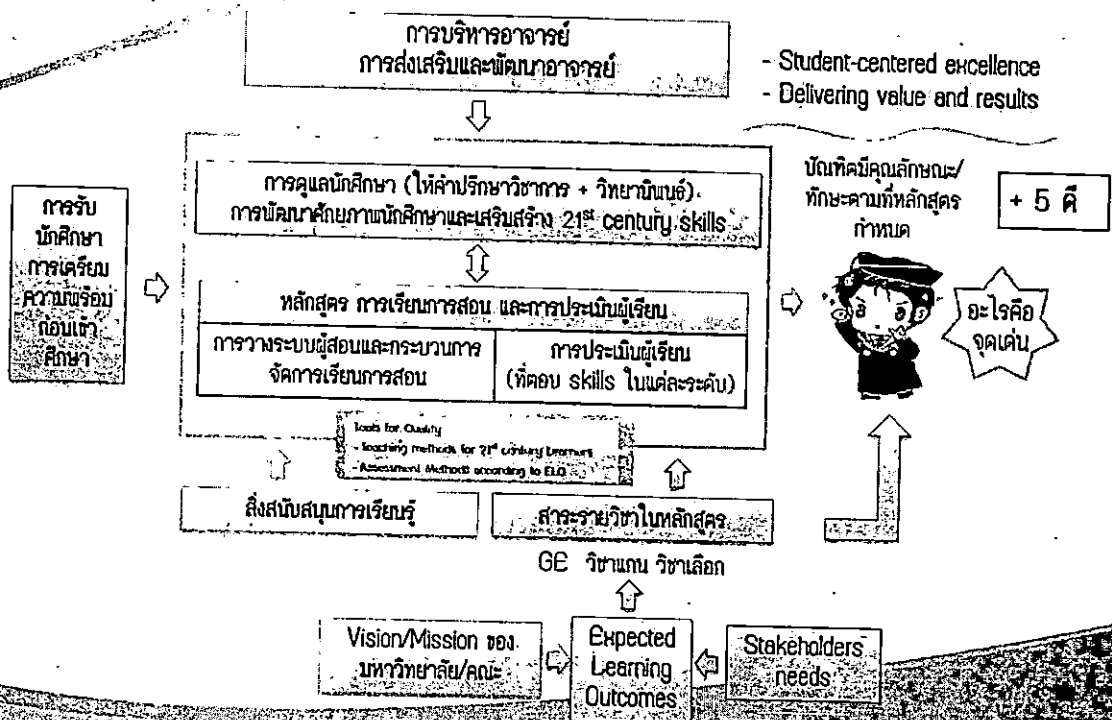 การบริหารอาจารย์
การส่งเสริมและพัฒนาอาจารย์
- Student-centered excellence
- Delivering value and results
การรับ
นักศึกษา
การเตรียม
ความพร้อม
ก่อนเข้า
ศึกษา
การดูแลนักศึกษา (ให้คำปรึกษาวิชาการ + วิทยานิพนธ์)
การพัฒนาศักยภาพนักศึกษาและเสริมสร้าง 21st century skills
หลักสูตร การเรียนการสอน และการประเมินผู้เรียน
การวางระบบผู้สอนและกระบวนการ
จัดการเรียนการสอน
การประเมินผู้เรียน
(ที่ตอบ skills ในแต่ละระดับ)
Tools for Quality
- Teaching methods for 21st century Learners
- Assessment Methods according to ELO
บัณฑิตมีคุณลักษณะ/
ทักษะตามที่หลักสูตร
กำหนด
+ 5 ดี
อะไรคือ
จุดเด่น
สิ่งสนับสนุนการเรียนรู้
สาระรายวิชาในหลักสูตร
GE วิชาแกน วิชาเลือก
Vision/Mission ของ
มหาวิทยาลัย/คณะ
Expected
Learning
Outcomes
Stakeholders
needs